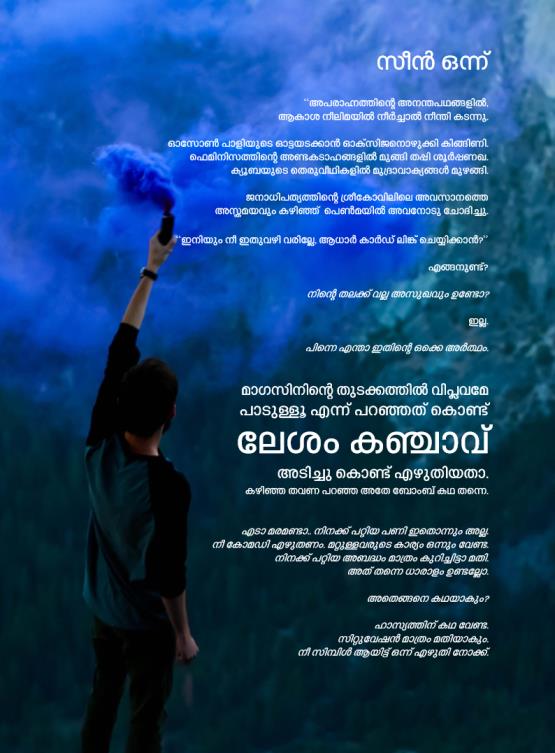 സീൻ ഒന്ന്
“അപരാഹ്നത്തിന്റെ അനന്തപഥങ്ങളിൽ,
ആകാശ നീലിമയിൽ നീർച്ചാൽ നീന്തി കടന്നു.
ഓസോൺ പാളിയുടെ ഓട്ടയടക്കാൻ ഓക്സിജനൊഴുക്കി കിങ്ങിണി.
ഫെമിനിസത്തിന്റെ അണ്ടകടാഹങ്ങളിൽ മുങ്ങി തപ്പി ശൂർപ്പണഖ.
ക്യൂബയുടെ തെരുവീഥികളിൽ മുദ്രാവാക്യങ്ങൾ മുഴങ്ങി.
ജനാധിപത്യത്തിന്റെ ശ്രീകോവിലിലെ അവസാനത്തെ
അസ്തമയവും കഴിഞ്ഞ് പെൺമയിൽ അവനോടു ചോദിച്ചു.
“ഇനിയും നീ ഇതുവഴി വരില്ലേ, ആധാർ കാർഡ് ലിങ്ക് ചെയ്യിക്കാൻ?”
എങ്ങനുണ്ട്?
നിന്റെ തലക്ക് വല്ല അസുഖവും ഉണ്ടോ?
ഇല്ല.
പിന്നെ എന്താ ഇതിന്റെ ഒക്കെ അർത്ഥം.
മാഗസിനിന്റെ തുടക്കത്തിൽ വിപ്ലവമേ
പാടുള്ളൂ എന്ന് പറഞ്ഞത് കൊണ്ട്
ലേശം കഞ്ചാവ്
അടിച്ചു കൊണ്ട് എഴുതിയതാ.
കഴിഞ്ഞ തവണ പറഞ്ഞ അതേ ബോംബ് കഥ തന്നെ.
എടാ മരമണ്ടാ.. നിനക്ക് പറ്റിയ പണി ഇതൊന്നും അല്ല.
നീ കോമഡി എഴുതണം. മറ്റുള്ളവരുടെ കാര്യം ഒന്നും വേണ്ട.
നിനക്ക് പറ്റിയ അബദ്ധം മാത്രം കുറിച്ചിട്ടാ മതി.
അത് തന്നെ ധാരാളം ഉണ്ടല്ലോ.
അതെങ്ങനെ കഥയാകും?
ഹാസ്യത്തിന് കഥ വേണ്ട.
സിറ്റുവേഷൻ മാത്രം മതിയാകും.
നീ സിമ്പിൾ ആയിട്ട് ഒന്ന് എഴുതി നോക്ക്.